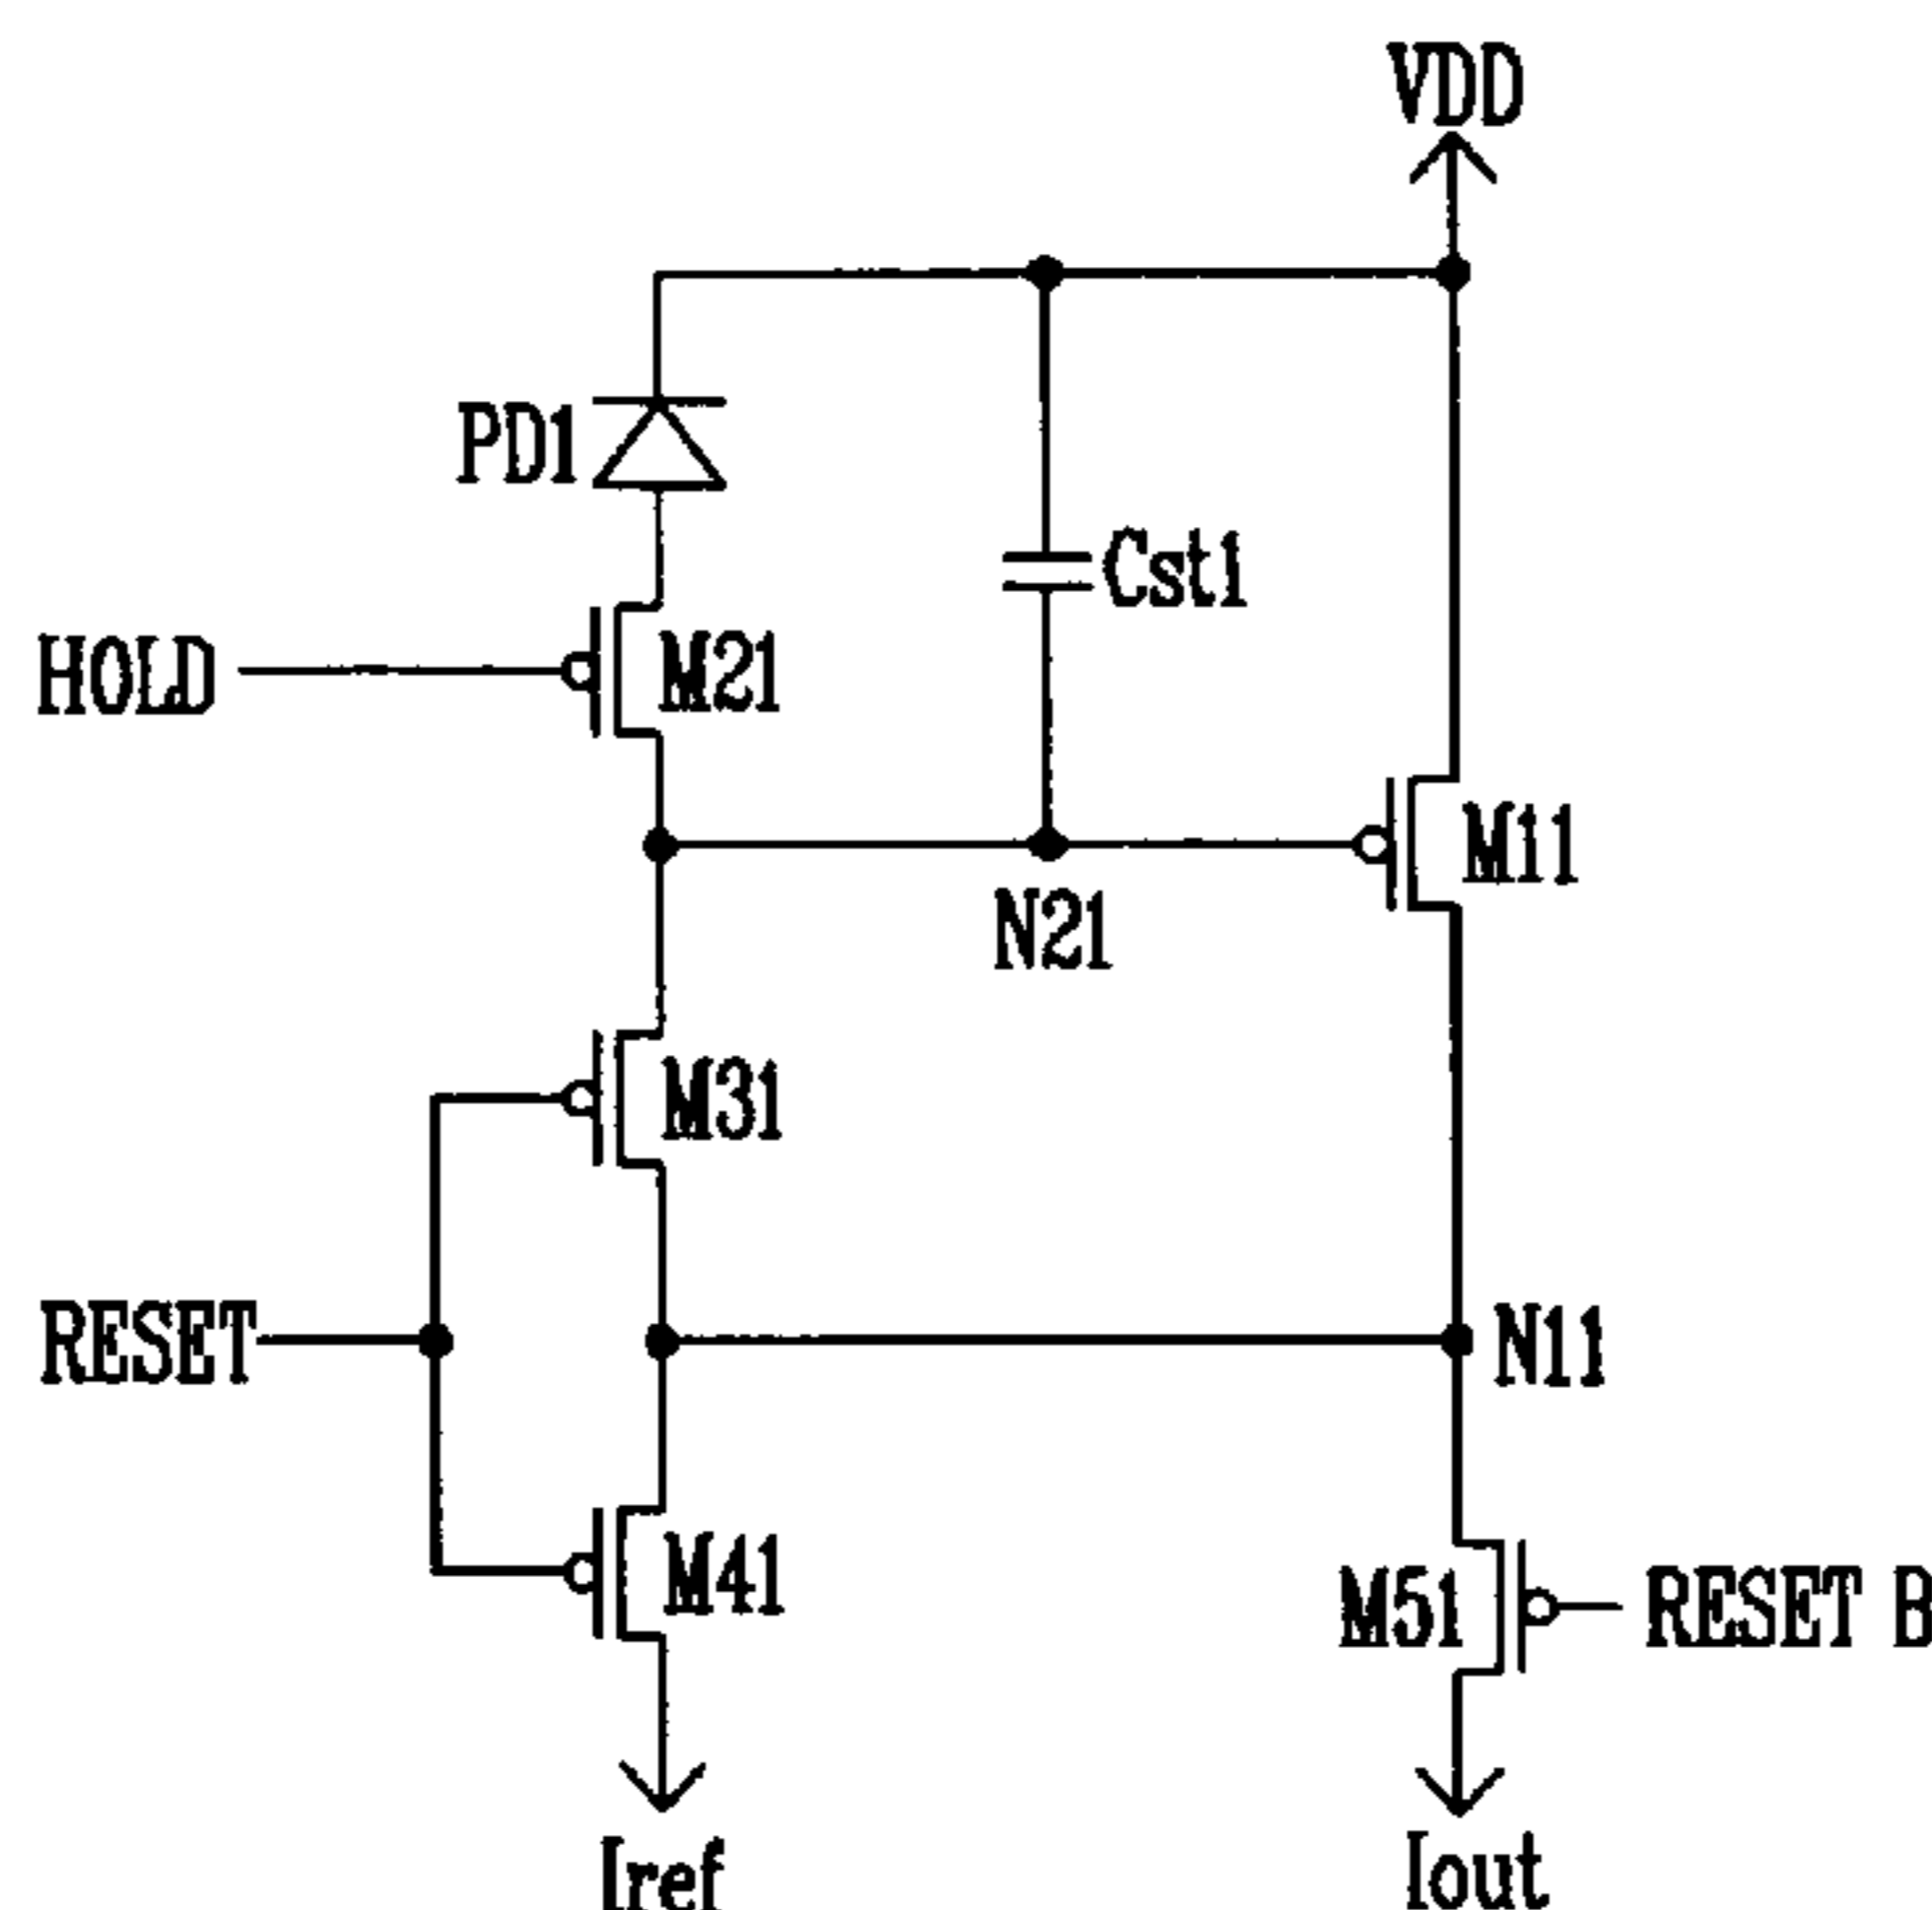 VDD
PD1
Cst1
HOLD
M21
M11
N21
M31
RESET
N11
M41
M51
RESET B
Iref
Iout